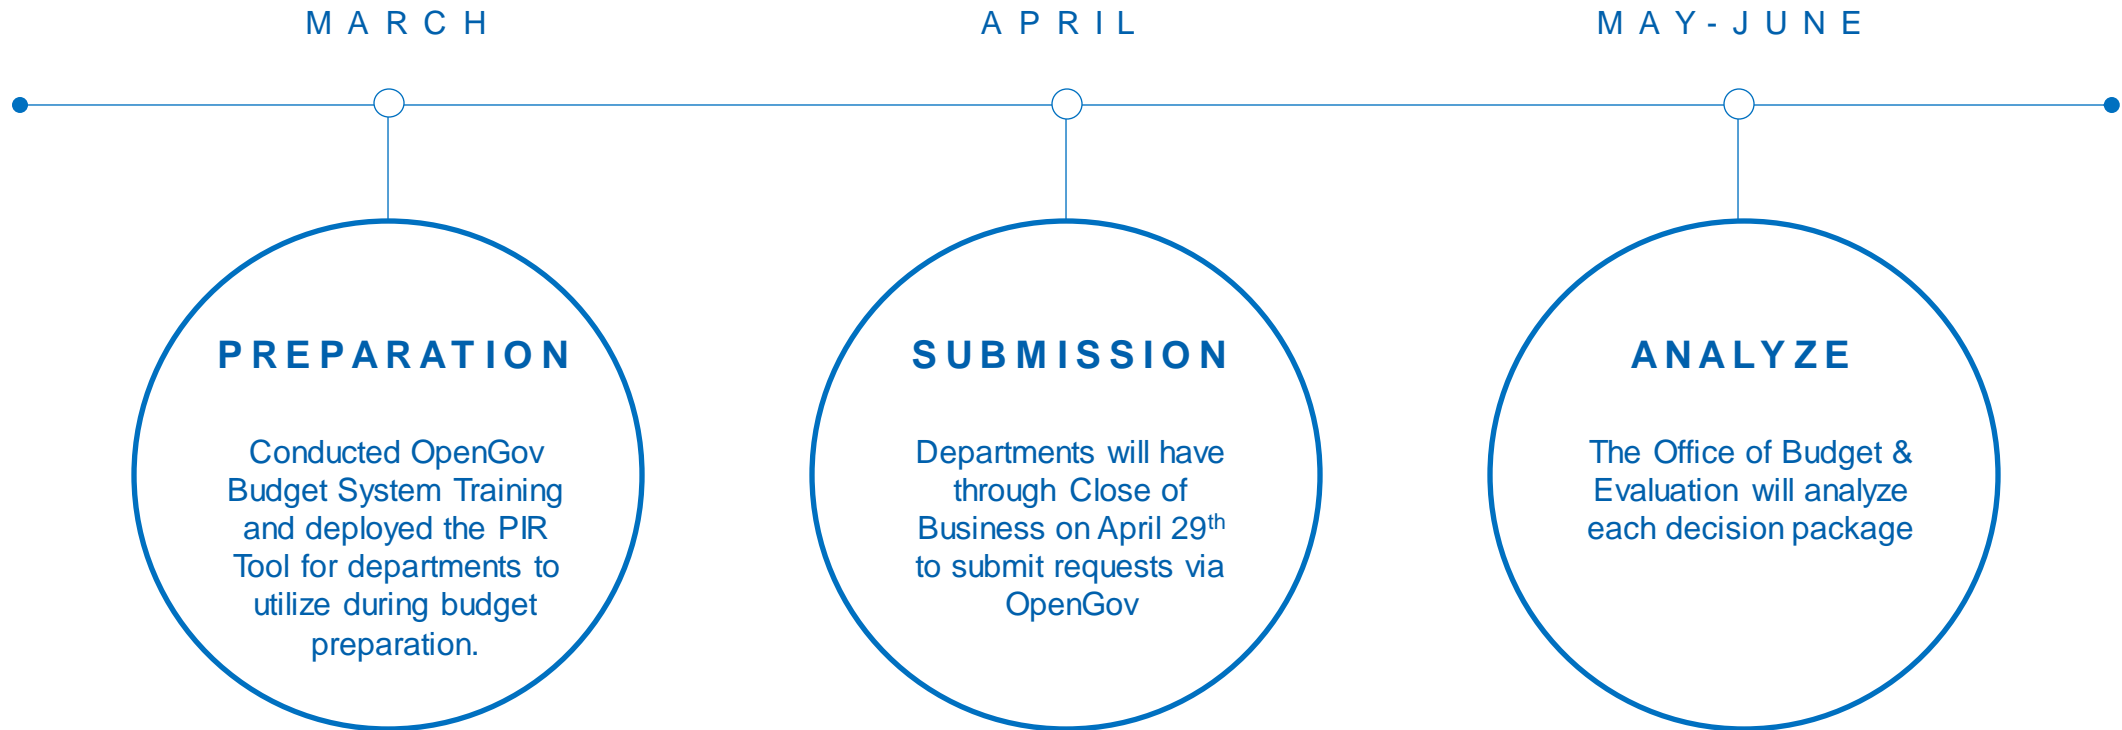 MARCH
APRIL
MAY-JUNE
PREPARATION
Conducted OpenGov
Budget System Training
and deployed the PIR
Tool for departments to
utilize during budget
preparation.
SUBMISSION
Departments will have
through Close of
Business on April 29th
to submit requests via
OpenGov
ANALYZE
The Office of Budget &
Evaluation will analyze
each decision package